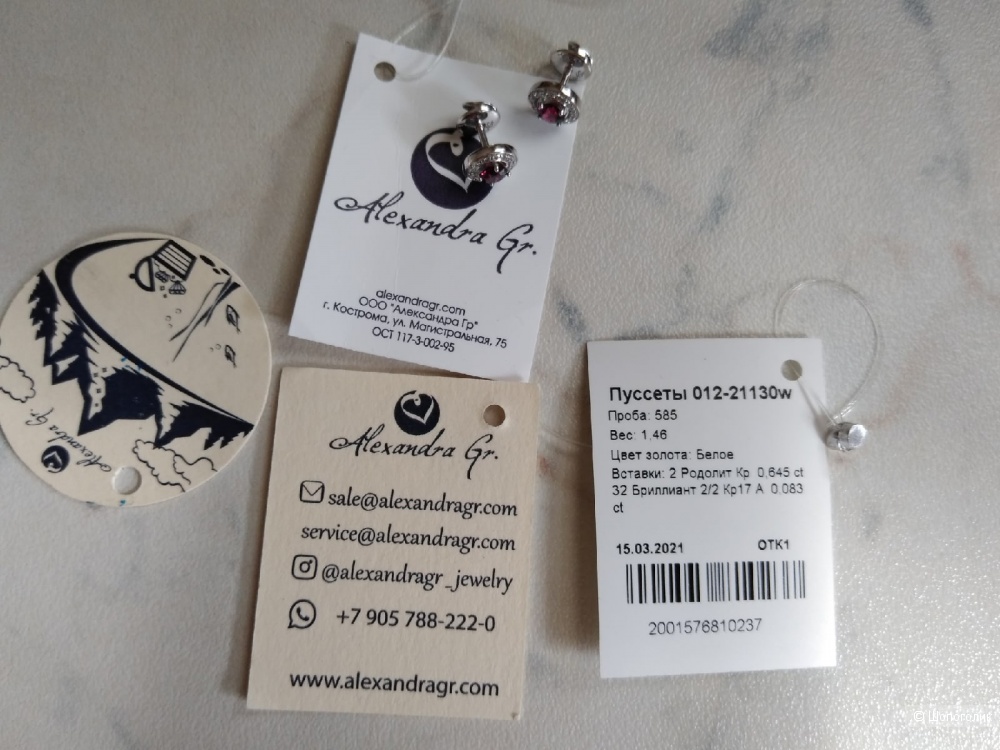 Alexandra Gr.
alexandragr.com
ООО "Александра Гр"
г. Кострома, ул. Магистральная, 75
ОСТ 117-3-002-95
Alexandra Gr.
Alexandra Gr.
sale@alexandragr.com
service@alexandragr.com
@alexandragr_jewelry
+7 905 788-222-0
www.alexandragr.com
Пуссеты 012-21130w
Проба: 585
Вес: 1,46
Цвет золота: Белое
Вставки: 2 Родолит Кр 0,645 ct
32 Бриллиант 2/2 Кр17 А 0,083
ct
15.03.2021 ОТК1
2001576810237
© Шопоголик